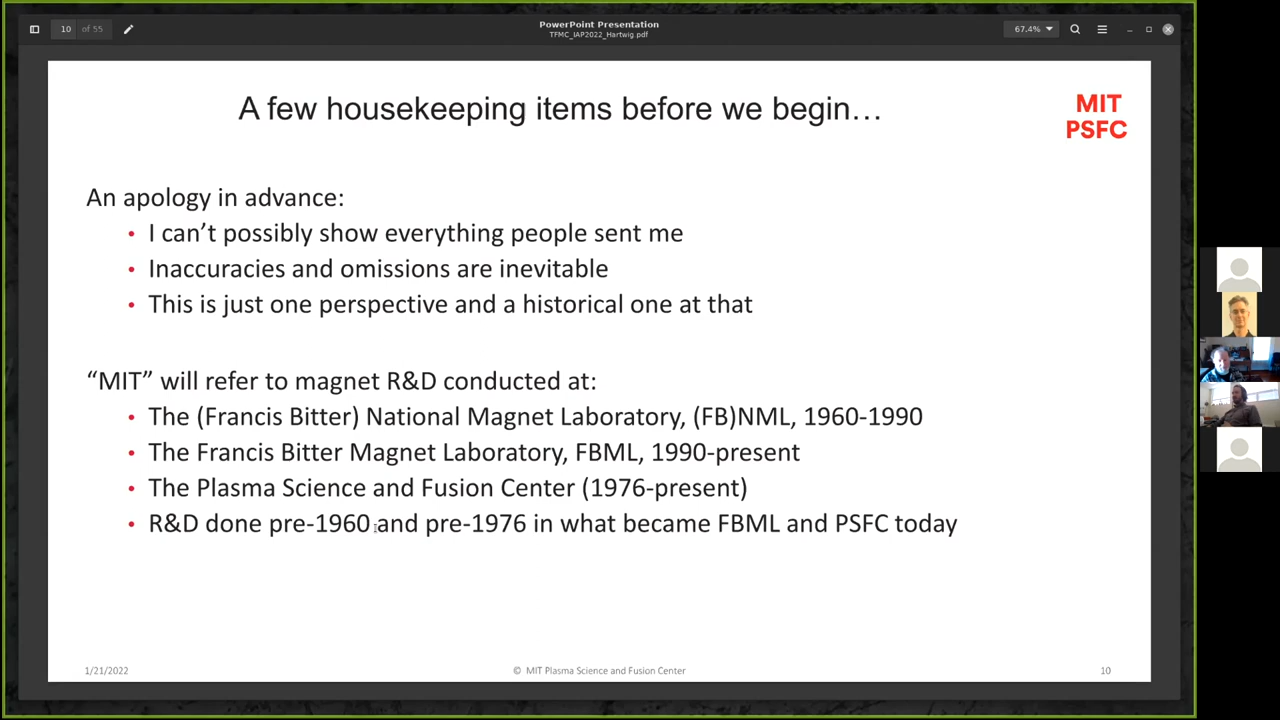 10 of 55
PowerPoint Presentation
TFMC_IAP2022_Hartwig.pdf
67.4%
A few housekeeping items before we begin…
MIT
PSFC
An apology in advance:
• I can’t possibly show everything people sent me
• Inaccuracies and omissions are inevitable
• This is just one perspective and a historical one at that
“MIT” will refer to magnet R&D conducted at:
• The (Francis Bitter) National Magnet Laboratory, (FB)NML, 1960-1990
• The Francis Bitter Magnet Laboratory, FBML, 1990-present
• The Plasma Science and Fusion Center (1976-present)
• R&D done pre-1960 and pre-1976 in what became FBML and PSFC today
1/21/2022
© MIT Plasma Science and Fusion Center
10